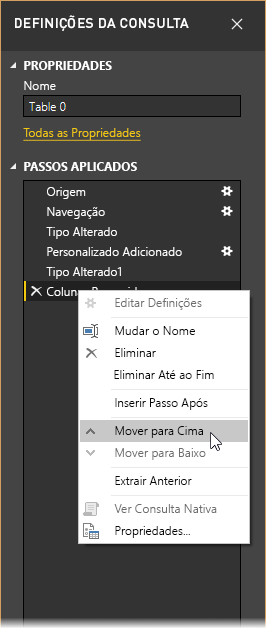 DEFINIÇÕES DA CONSULTA
PROPRIEDADES
Nome
Table 0
Todas as Propriedades
PASSOS APLICADOS
Origem
Navegação
Tipo Alterado
Personalizado Adicionado
Tipo Alterado1
Editar Definições
Mudar o Nome
Eliminar
Eliminar Até ao Fim
Inserir Passo Após
Mover para Cima
Mover para Baixo
Extrair Anterior
Ver Consulta Nativa
Propriedades...